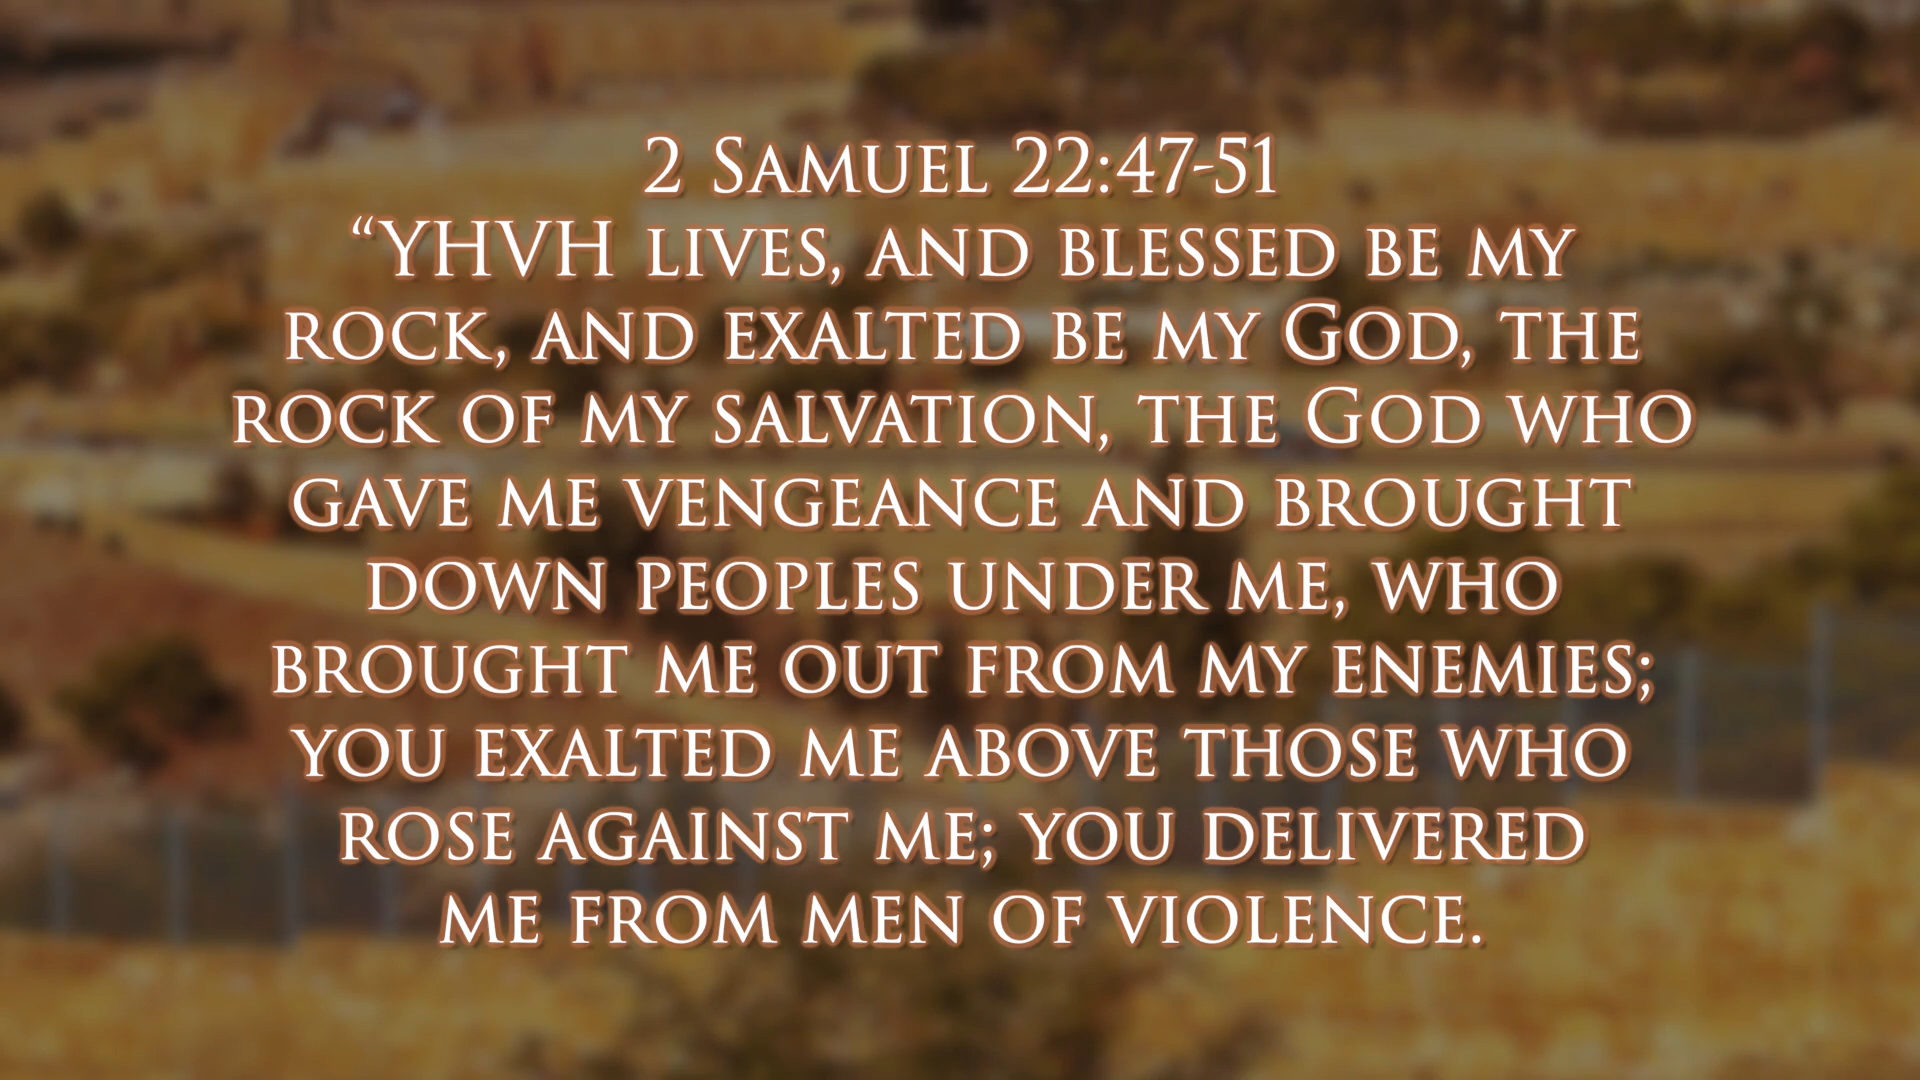 2 Samuel 22:47-51
“YHVH lives, and blessed be my
rock, and exalted be my God, the
rock of my salvation, the God who
gave me vengeance and brought
down peoples under me, who
brought me out from my enemies;
you exalted me above those who
rose against me; you delivered
me from men of violence.